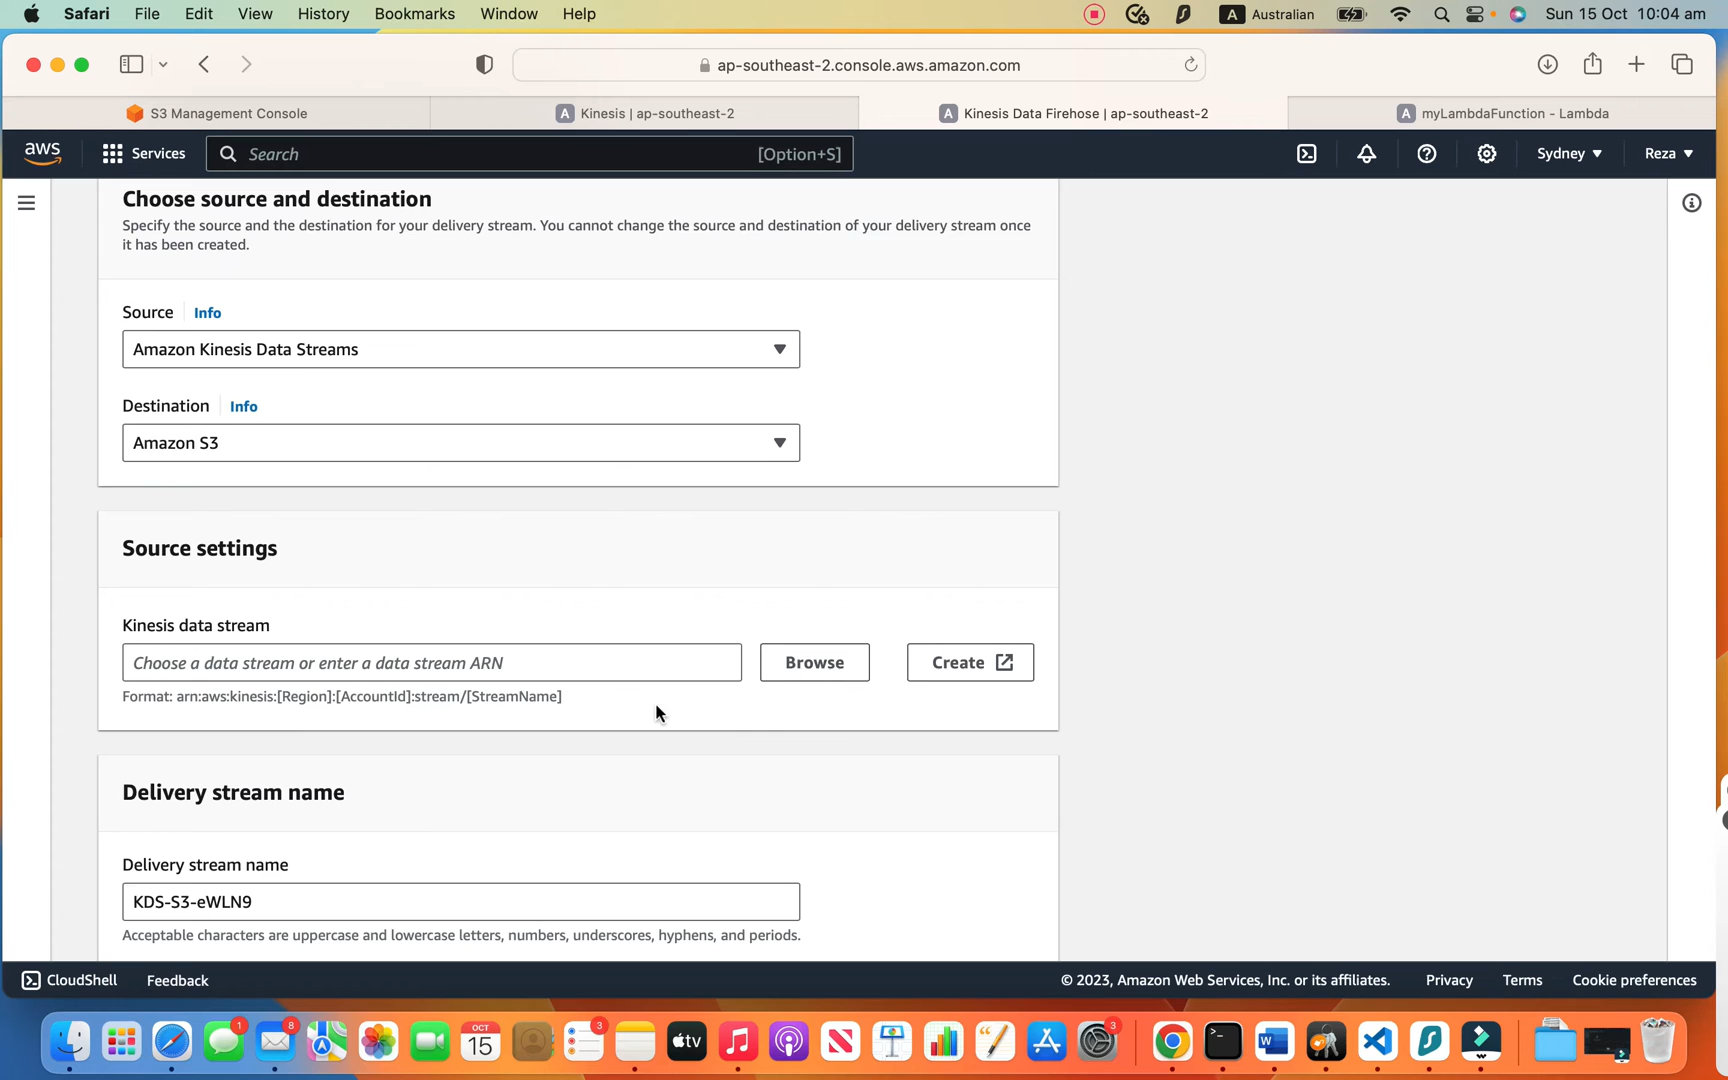 Safari File Edit View History Bookmarks Window Help A Australian Sun 15 Oct 10:04 am
ap-southeast-2.console.aws.amazon.com
S3 Management Console A Kinesis | ap-southeast-2 A Kinesis Data Firehose | ap-southeast-2 A myLambdaFunction - Lambda
aws Services Search [Option+S] Sydney Reza
Choose source and destination
Specify the source and the destination for your delivery stream. You cannot change the source and destination of your delivery stream once
it has been created.
Source Info
Amazon Kinesis Data Streams
Destination Info
Amazon S3
Source settings
Kinesis data stream
Choose a data stream or enter a data stream ARN Browse Create
Format: arn:aws:kinesis:[Region]:[AccountId]:stream/[StreamName]
Delivery stream name
Delivery stream name
KDS-S3-eWLN9
Acceptable characters are uppercase and lowercase letters, numbers, underscores, hyphens, and periods.
CloudShell Feedback © 2023, Amazon Web Services, Inc. or its affiliates. Privacy Terms Cookie preferences
1 8 OCT 15 3 tv N 3 W